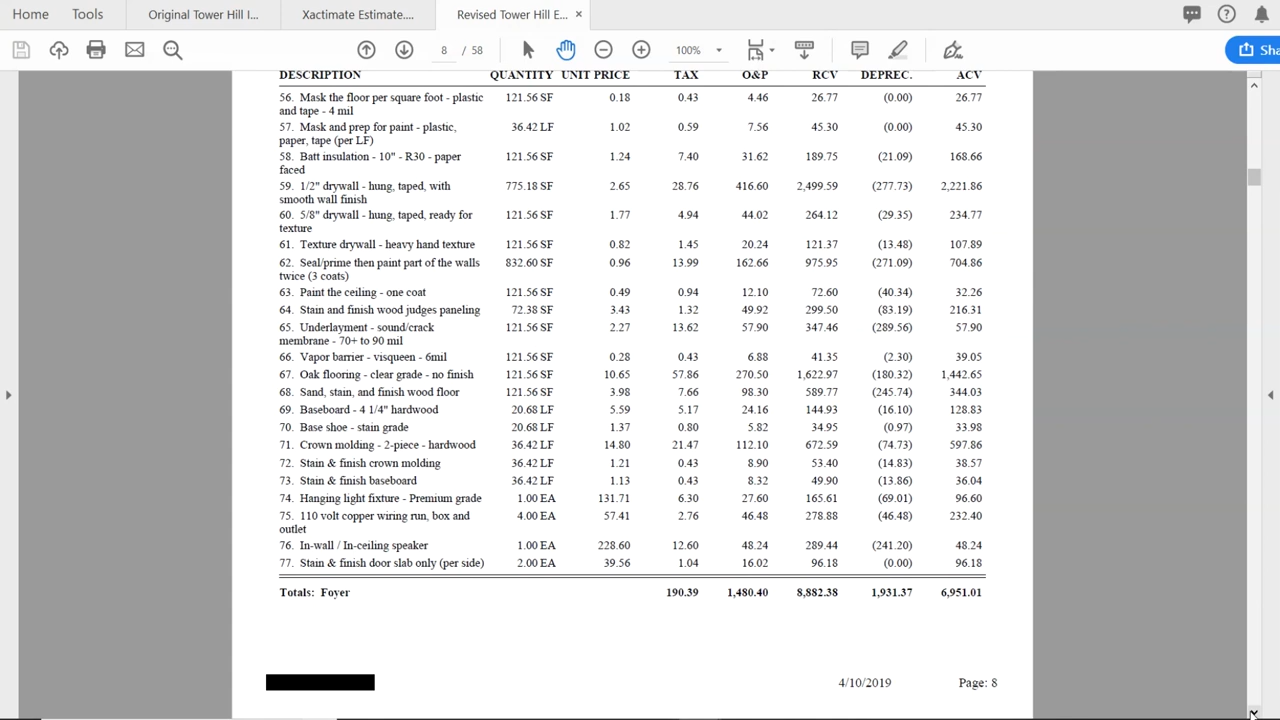 Home Tools Original Tower Hill I... Xactimate Estimate.... Revised Tower Hill E... ×
8 / 58 100% Sha
DESCRIPTION QUANTITY UNIT PRICE TAX O&P RCV DEPREC. ACV
56. Mask the floor per square foot - plastic 121.56 SF 0.18 0.43 4.46 26.77 (0.00) 26.77
and tape - 4 mil
57. Mask and prep for paint - plastic, 36.42 LF 1.02 0.59 7.56 45.30 (0.00) 45.30
paper, tape (per LF)
58. Batt insulation - 10" - R30 - paper 121.56 SF 1.24 7.40 31.62 189.75 (21.09) 168.66
faced
59. 1/2" drywall - hung, taped, with 775.18 SF 2.65 28.76 416.60 2,499.59 (277.73) 2,221.86
smooth wall finish
60. 5/8" drywall - hung, taped, ready for 121.56 SF 1.77 4.94 44.02 264.12 (29.35) 234.77
texture
61. Texture drywall - heavy hand texture 121.56 SF 0.82 1.45 20.24 121.37 (13.48) 107.89
62. Seal/prime then paint part of the walls 832.60 SF 0.96 13.99 162.66 975.95 (271.09) 704.86
twice (3 coats)
63. Paint the ceiling - one coat 121.56 SF 0.49 0.94 12.10 72.60 (40.34) 32.26
64. Stain and finish wood judges paneling 72.38 SF 3.43 1.32 49.92 299.50 (83.19) 216.31
65. Underlayment - sound/crack 121.56 SF 2.27 13.62 57.90 347.46 (289.56) 57.90
membrane - 70+ to 90 mil
66. Vapor barrier - visqueen - 6mil 121.56 SF 0.28 0.43 6.88 41.35 (2.30) 39.05
67. Oak flooring - clear grade - no finish 121.56 SF 10.65 57.86 270.50 1,622.97 (180.32) 1,442.65
68. Sand, stain, and finish wood floor 121.56 SF 3.98 7.66 98.30 589.77 (245.74) 344.03
69. Baseboard - 4 1/4" hardwood 20.68 LF 5.59 5.17 24.16 144.93 (16.10) 128.83
70. Base shoe - stain grade 20.68 LF 1.37 0.80 5.82 34.95 (0.97) 33.98
71. Crown molding - 2-piece - hardwood 36.42 LF 14.80 21.47 112.10 672.59 (74.73) 597.86
72. Stain & finish crown molding 36.42 LF 1.21 0.43 8.90 53.40 (14.83) 38.57
73. Stain & finish baseboard 36.42 LF 1.13 0.43 8.32 49.90 (13.86) 36.04
74. Hanging light fixture - Premium grade 1.00 EA 131.71 6.30 27.60 165.61 (69.01) 96.60
75. 110 volt copper wiring run, box and 4.00 EA 57.41 2.76 46.48 278.88 (46.48) 232.40
outlet
76. In-wall / In-ceiling speaker 1.00 EA 228.60 12.60 48.24 289.44 (241.20) 48.24
77. Stain & finish door slab only (per side) 2.00 EA 39.56 1.04 16.02 96.18 (0.00) 96.18
Totals: Foyer 190.39 1,480.40 8,882.38 1,931.37 6,951.01
4/10/2019 Page: 8